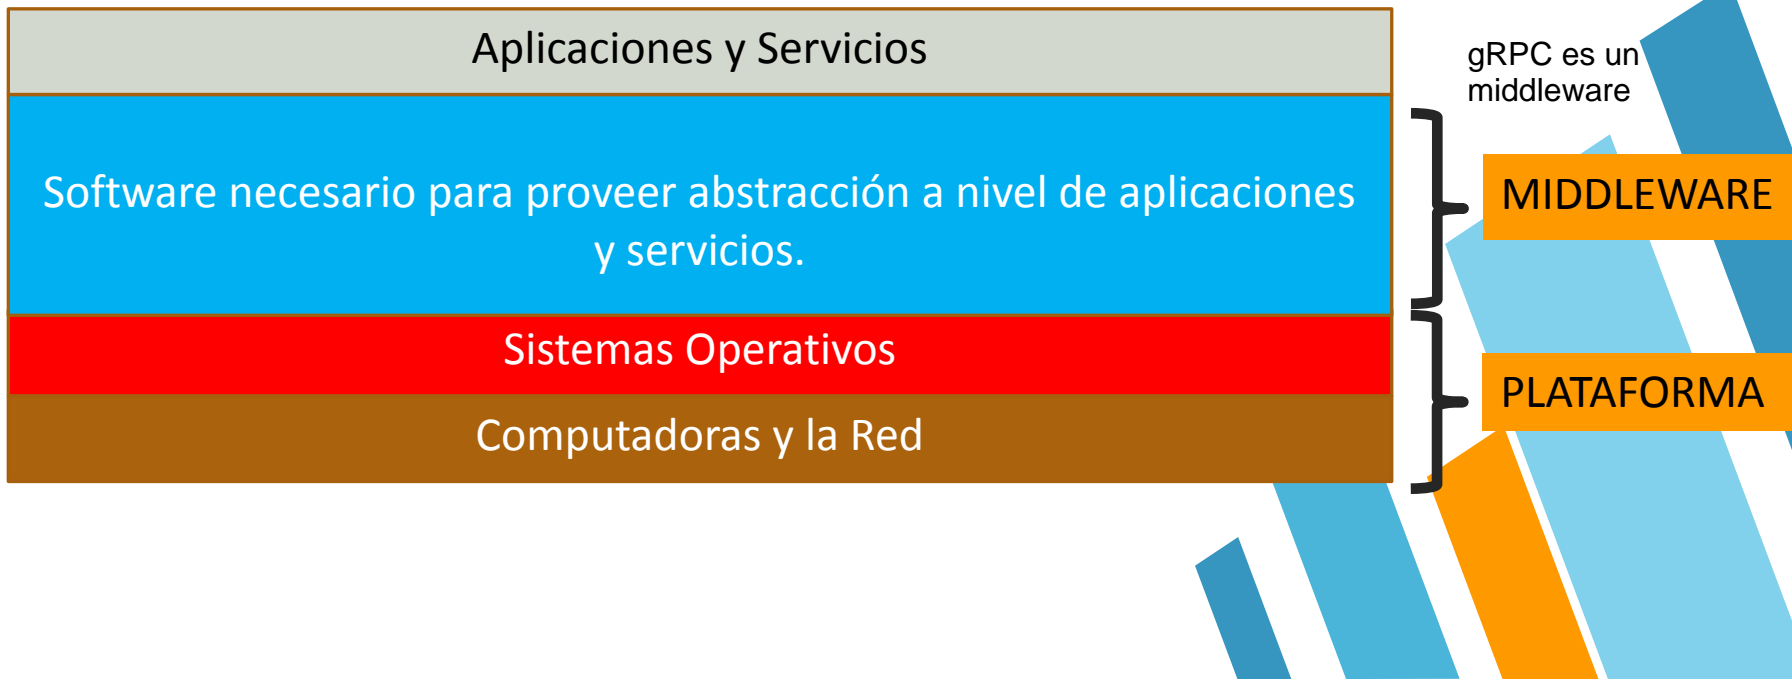 Aplicaciones y Servicios
gRPC es un
middleware
Software necesario para proveer abstracción a nivel de aplicaciones
y servicios.
MIDDLEWARE
Sistemas Operativos
PLATAFORMA
Computadoras y la Red